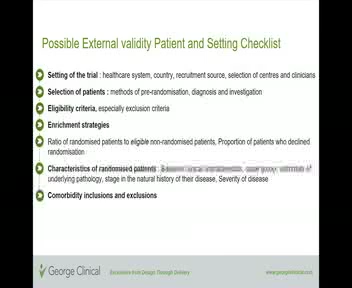 Possible External validity Patient and Setting Checklist
Setting of the trial : healthcare system, country, recruitment source, selection of centres and clinicians
Selection of patients : methods of pre-randomisation, diagnosis and investigation
Eligibility criteria, especially exclusion criteria
Enrichment strategies
Ratio of randomised patients to eligible non-randomised patients, Proportion of patients who declined
randomisation
Characteristics of randomised patients
underlying pathology, stage in the natural history of their disease, Severity of disease
Comorbidity inclusions and exclusions
George Clinical
Excellence from Design Through Delivery
www.georgeclinical.com